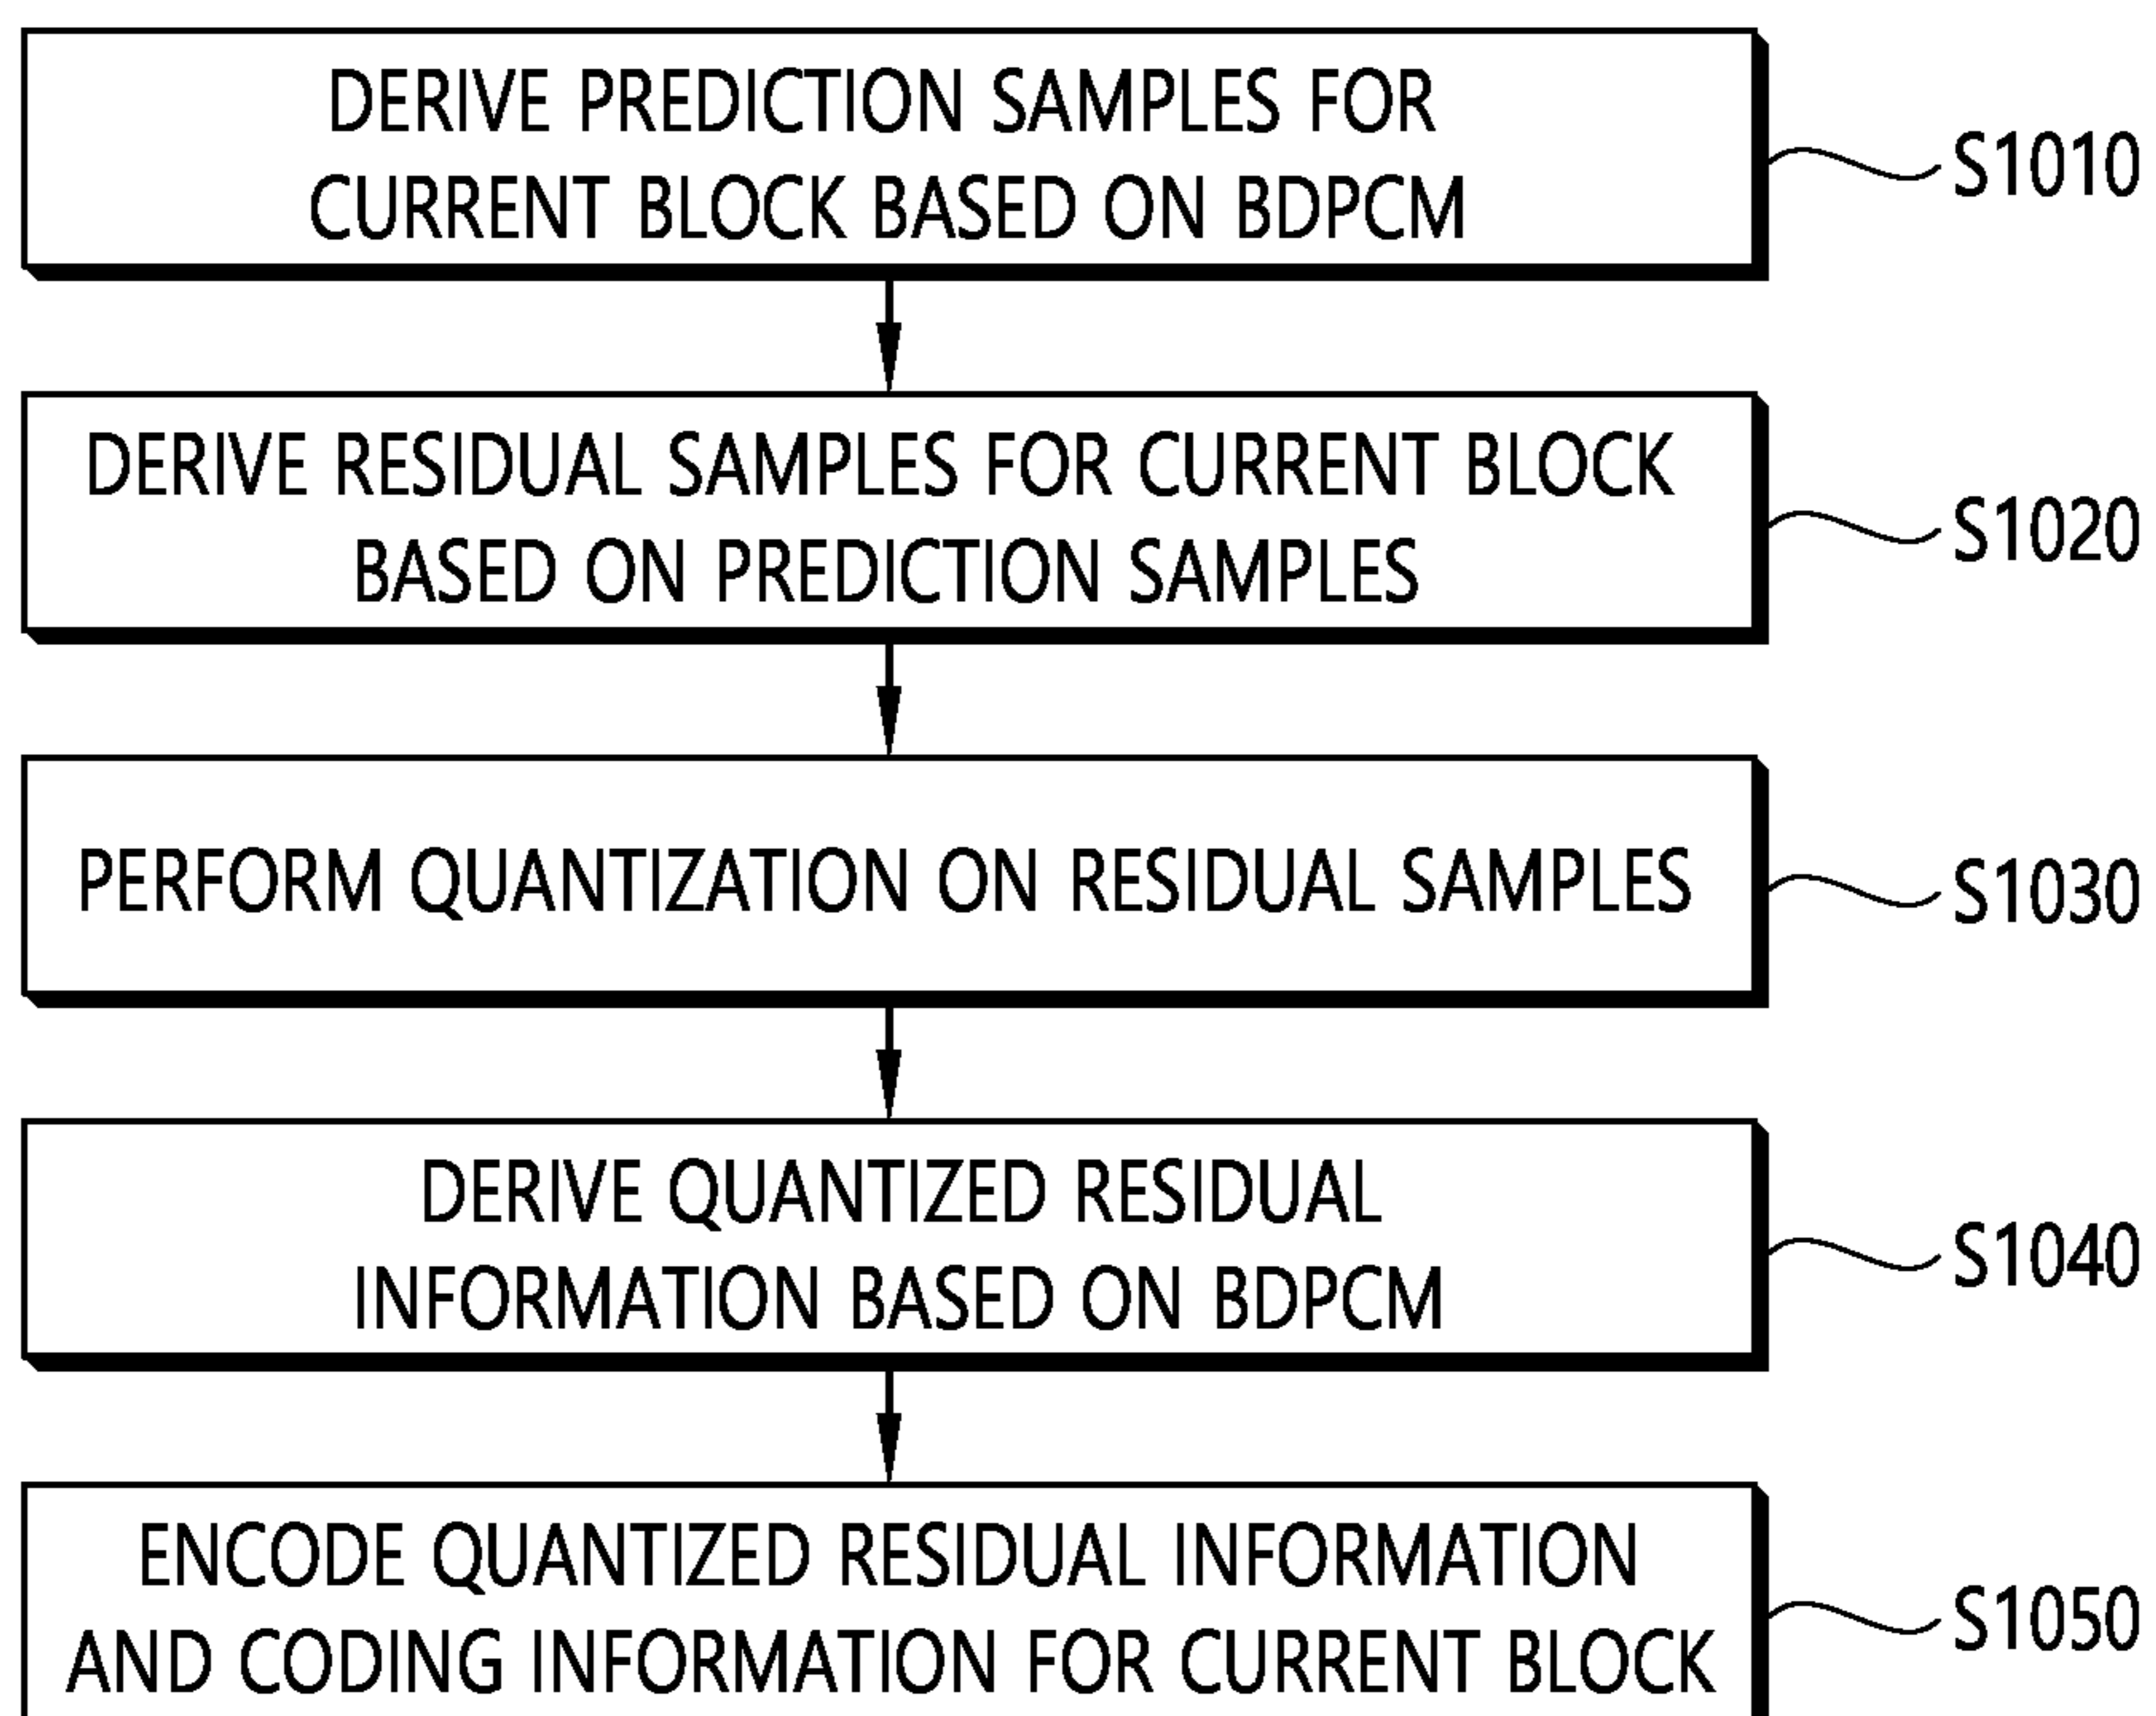 DERIVE PREDICTION SAMPLES FOR
CURRENT BLOCK BASED ON BDPCM
S1010
DERIVE RESIDUAL SAMPLES FOR CURRENT BLOCK
BASED ON PREDICTION SAMPLES
S1020
PERFORM QUANTIZATION ON RESIDUAL SAMPLES
S1030
DERIVE QUANTIZED RESIDUAL
INFORMATION BASED ON BDPCM
S1040
ENCODE QUANTIZED RESIDUAL INFORMATION
AND CODING INFORMATION FOR CURRENT BLOCK
S1050